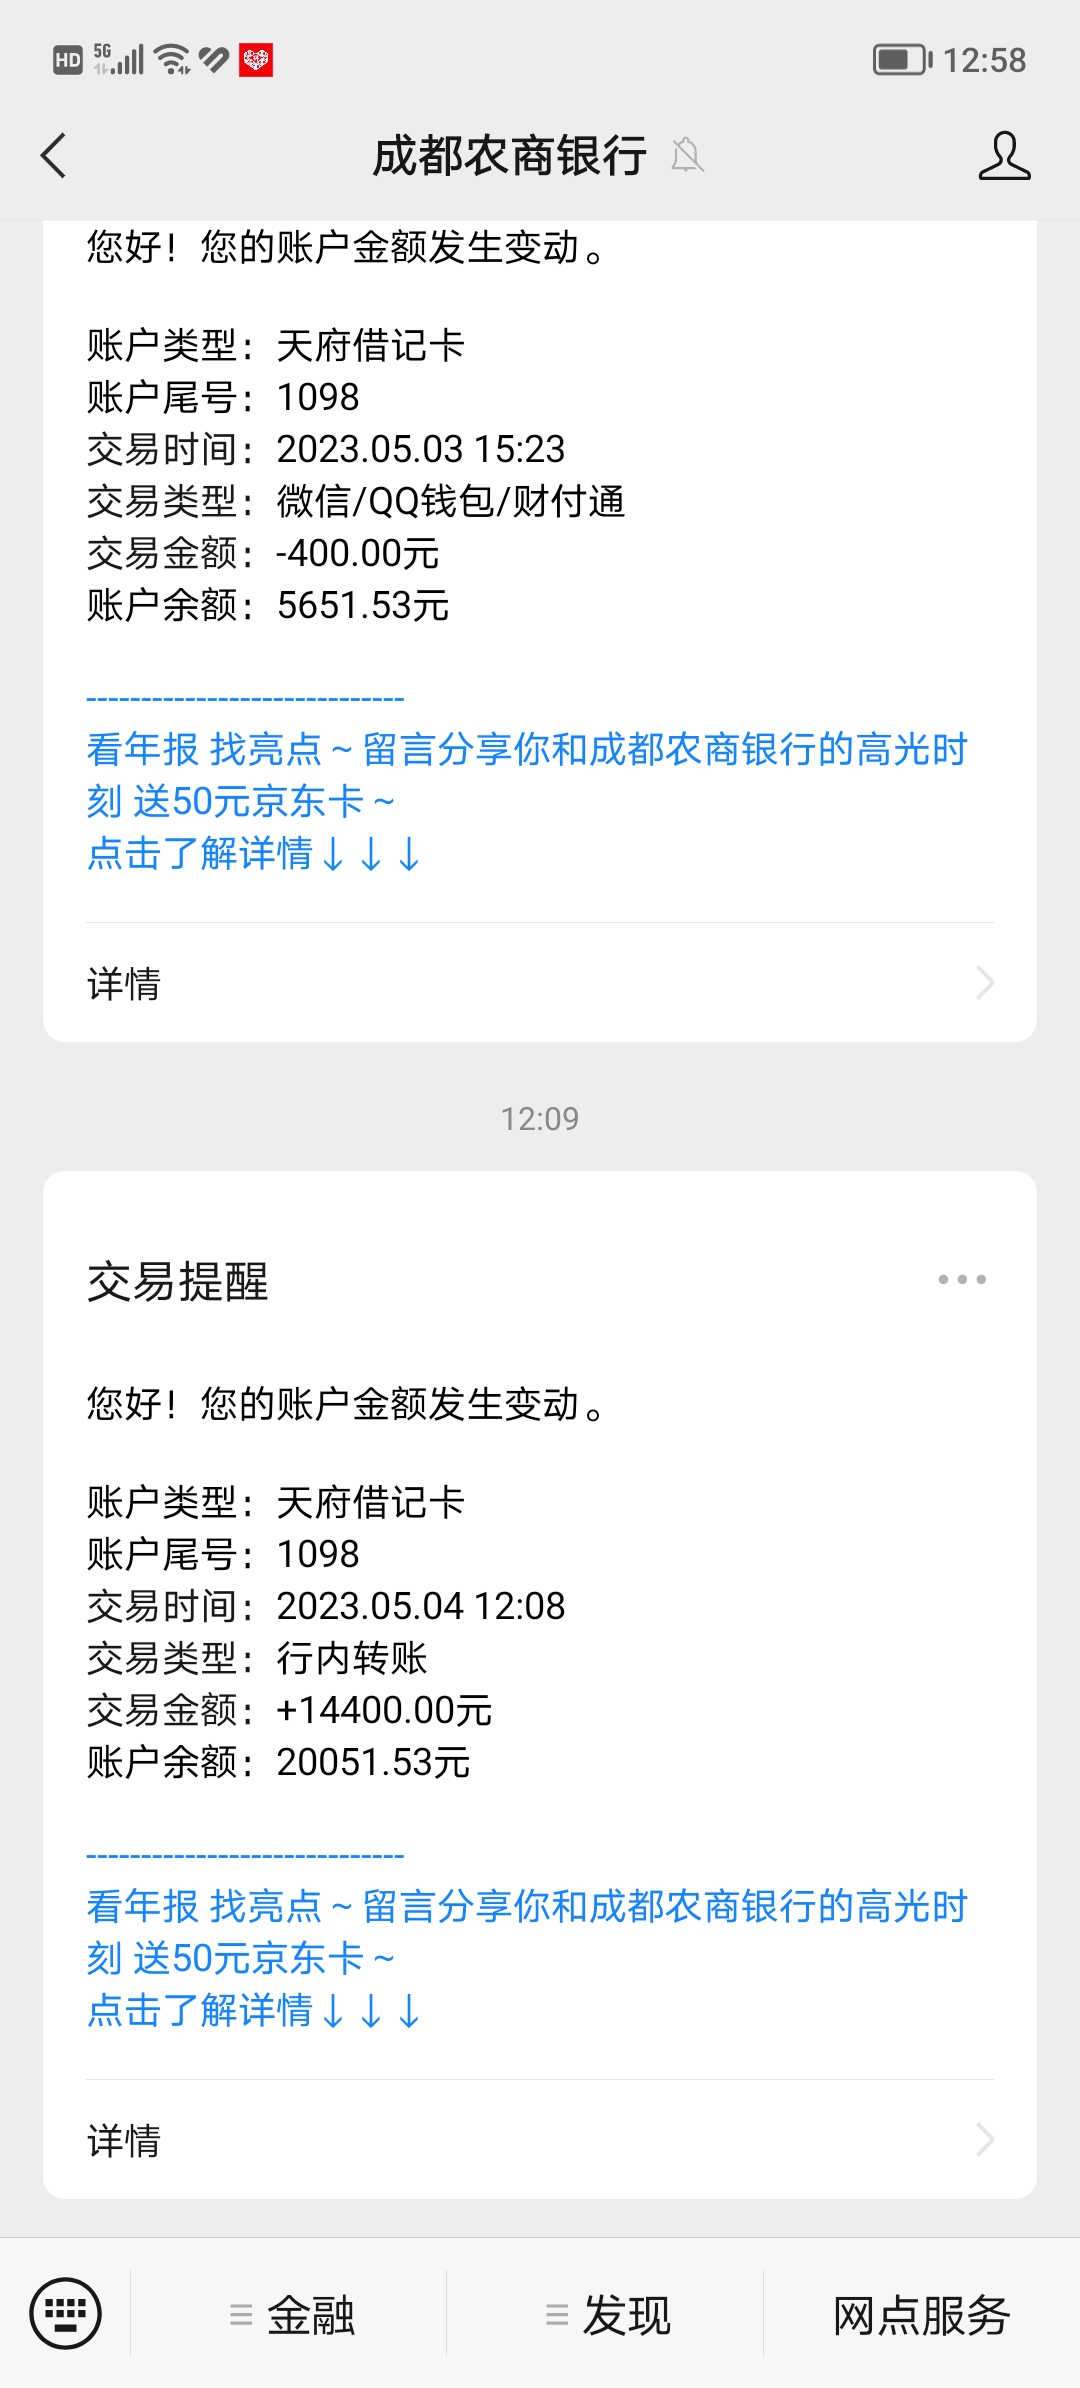 HD 5G 12:58
成都农商银行
您好！您的账户金额发生变动。
账户类型：天府借记卡
账户尾号：1098
交易时间：2023.05.03 15:23
交易类型：微信/QQ钱包/财付通
交易金额：-400.00元
账户余额：5651.53元
-----------------------------
看年报 找亮点～留言分享你和成都农商银行的高光时
刻 送50元京东卡～
点击了解详情↓↓↓
详情
12:09
交易提醒
您好！您的账户金额发生变动。
账户类型：天府借记卡
账户尾号：1098
交易时间：2023.05.04 12:08
交易类型：行内转账
交易金额：+14400.00元
账户余额：20051.53元
-----------------------------
看年报 找亮点～留言分享你和成都农商银行的高光时
刻 送50元京东卡～
点击了解详情↓↓↓
详情
金融 发现 网点服务